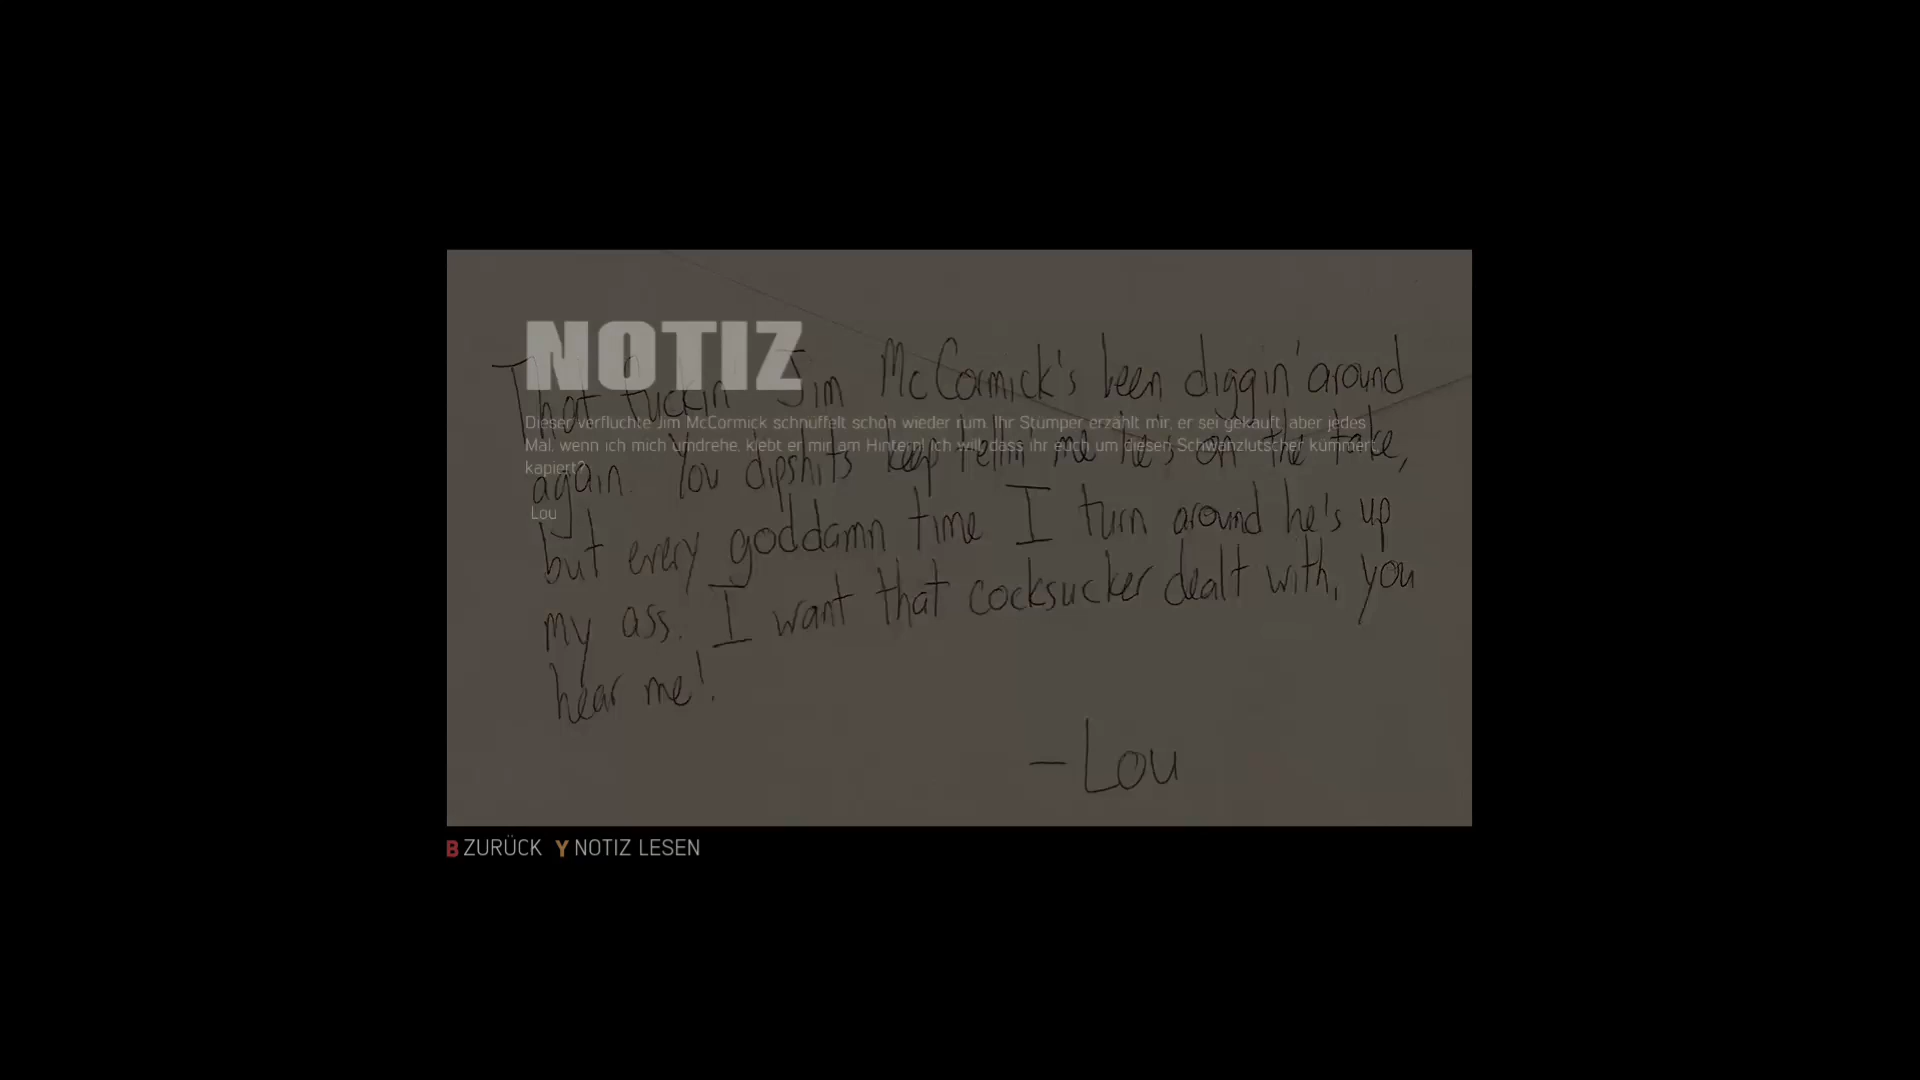 NOTIZ
That fuckin' Jim McCormick's been diggin' around
again. You dipshits keep tellin' me he's on the take,
but every goddamn time I turn around he's up
my ass. I want that cocksucker dealt with, you
hear me!
- Lou
Dieser verfluchte Jim McCormick schnüffelt schon wieder rum. Ihr Stümper erzählt mir, er sei gekauft, aber jedes
Mal, wenn ich mich umdrehe, klebt er mir am Hintern! Ich will, dass ihr euch um diesen Schwanzlutscher kümmert,
kapiert?
Lou
B ZURÜCK Y NOTIZ LESEN